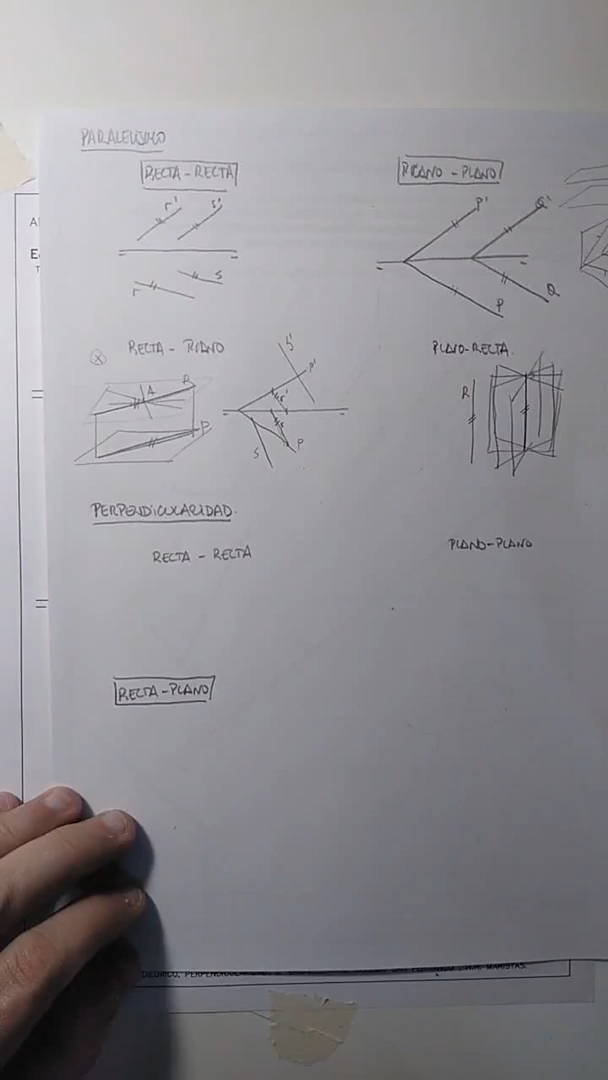 PARALELISMO
RECTA-RECTA
PLANO-PLANO
r' s'
r s
P' Q'
P Q
RECTA - PLANO
PLANO-RECTA.
A R
P
s' P'
r'
r
s P
R
PERPENDICULARIDAD.
RECTA - RECTA
PLANO-PLANO
RECTA-PLANO